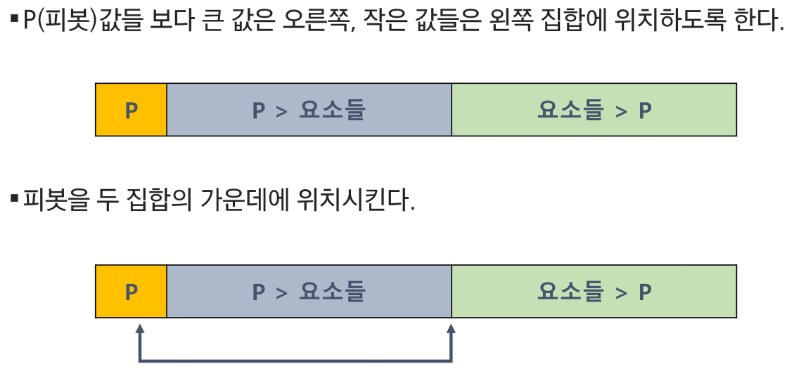 ▪P(피봇)값들 보다 큰 값은 오른쪽, 작은 값들은 왼쪽 집합에 위치하도록 한다.
P P > 요소들 요소들 > P
▪피봇을 두 집합의 가운데에 위치시킨다.
P P > 요소들 요소들 > P